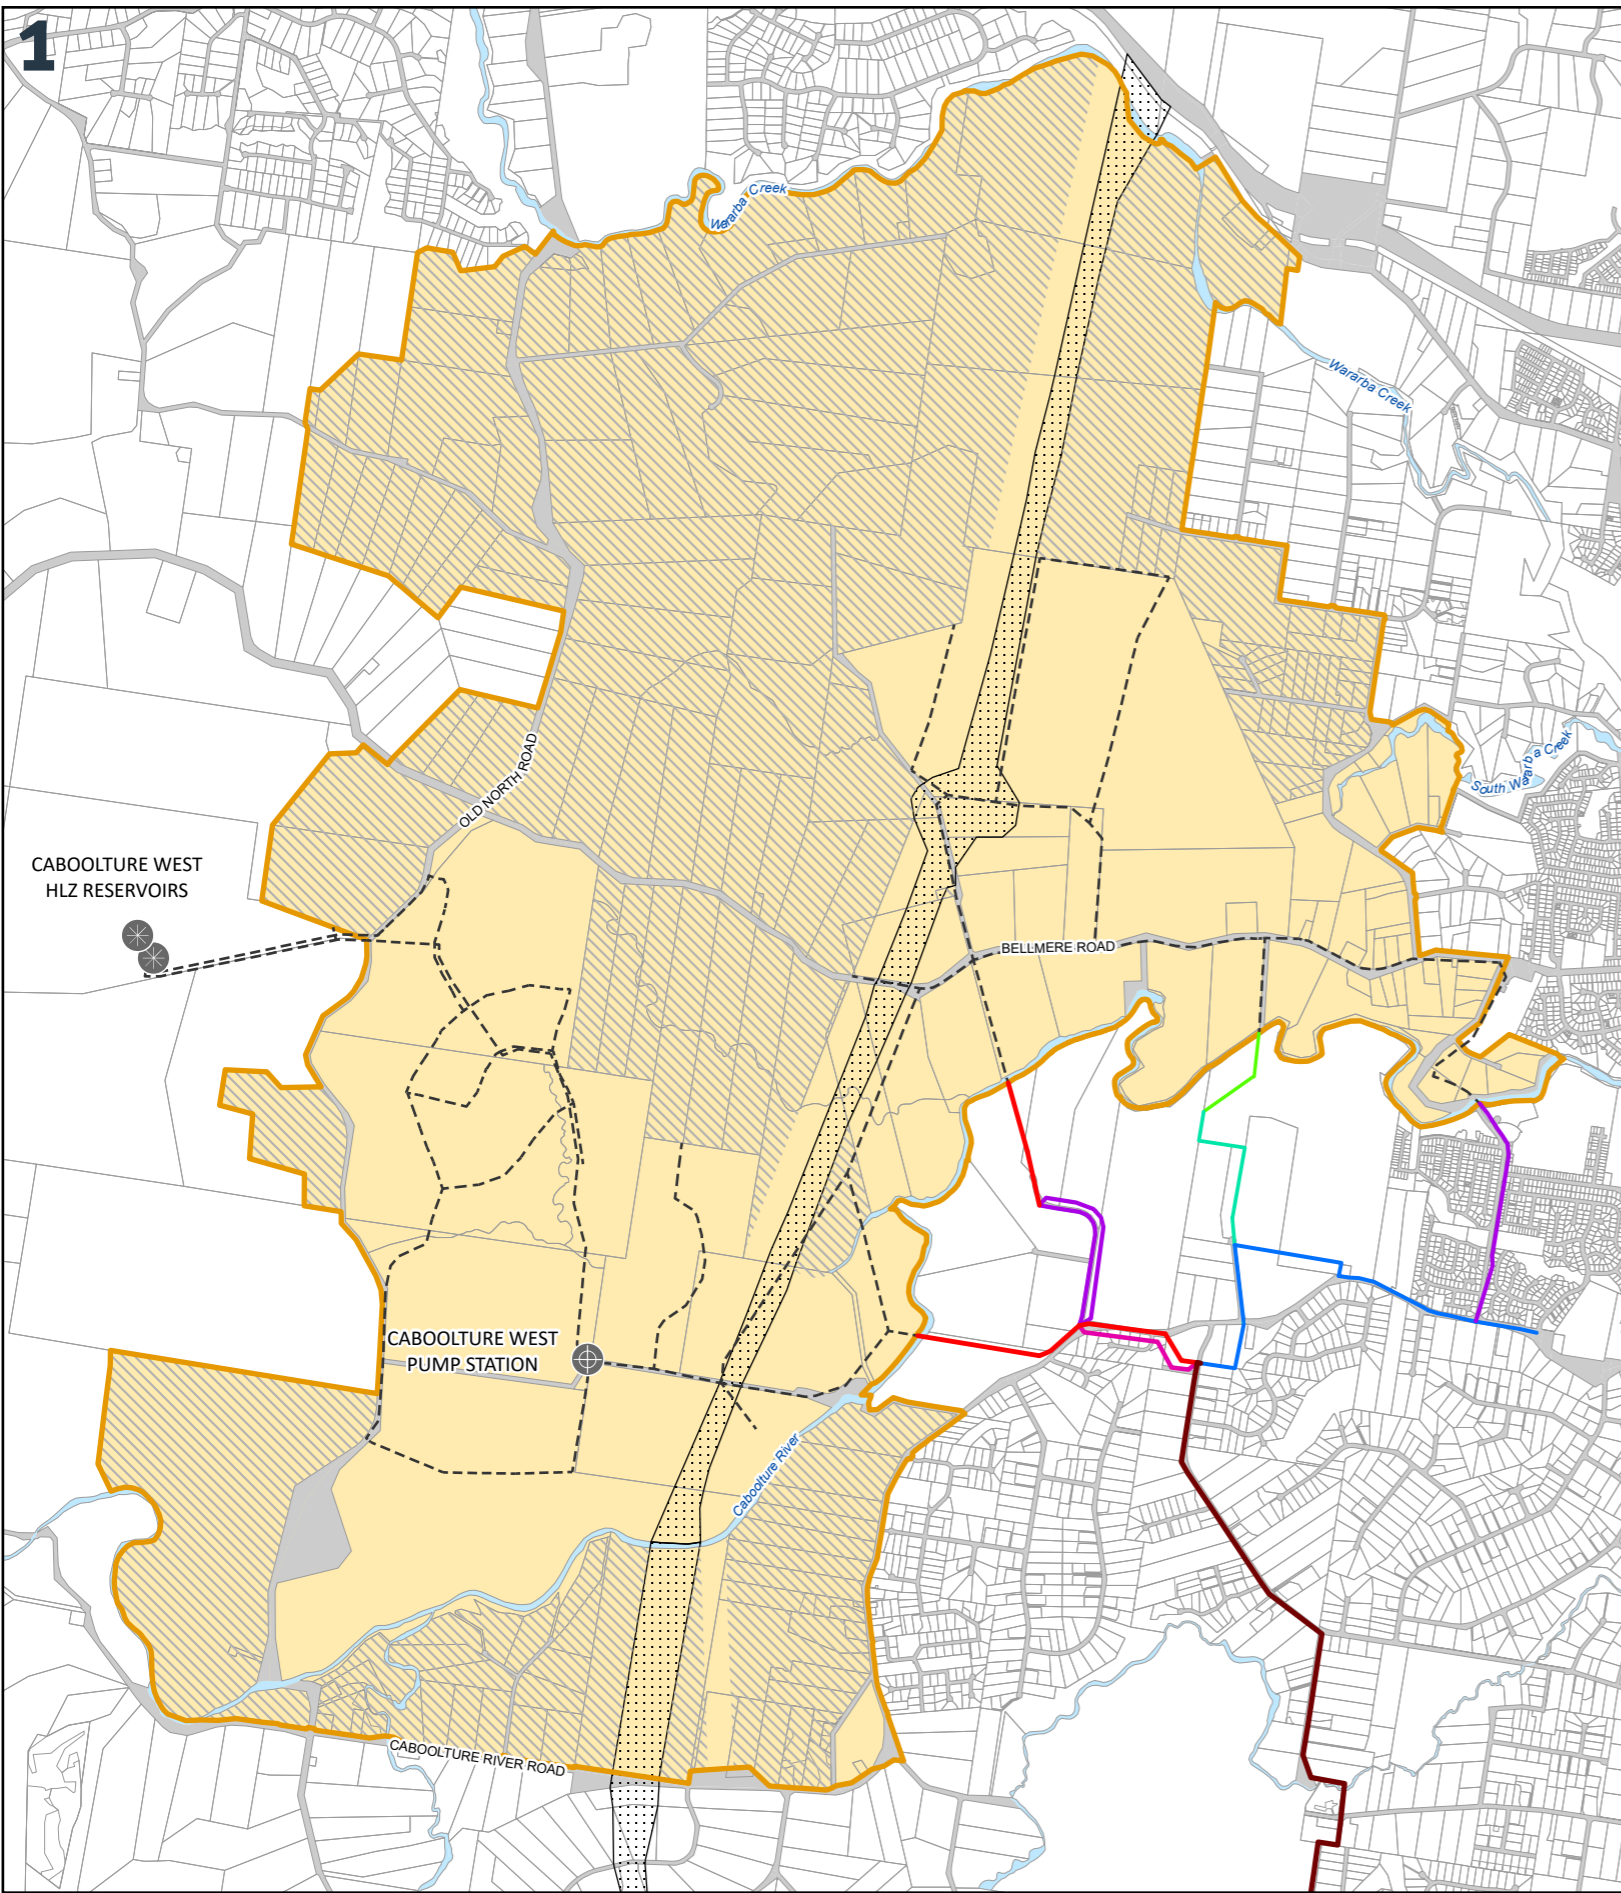 1
Wararba Creek
Wararba Creek
OLD NORTH ROAD
South Wararba Creek
CABOOLTURE WEST
HLZ RESERVOIRS
BELLMERE ROAD
CABOOLTURE WEST
PUMP STATION
Caboolture River
CABOOLTURE RIVER ROAD